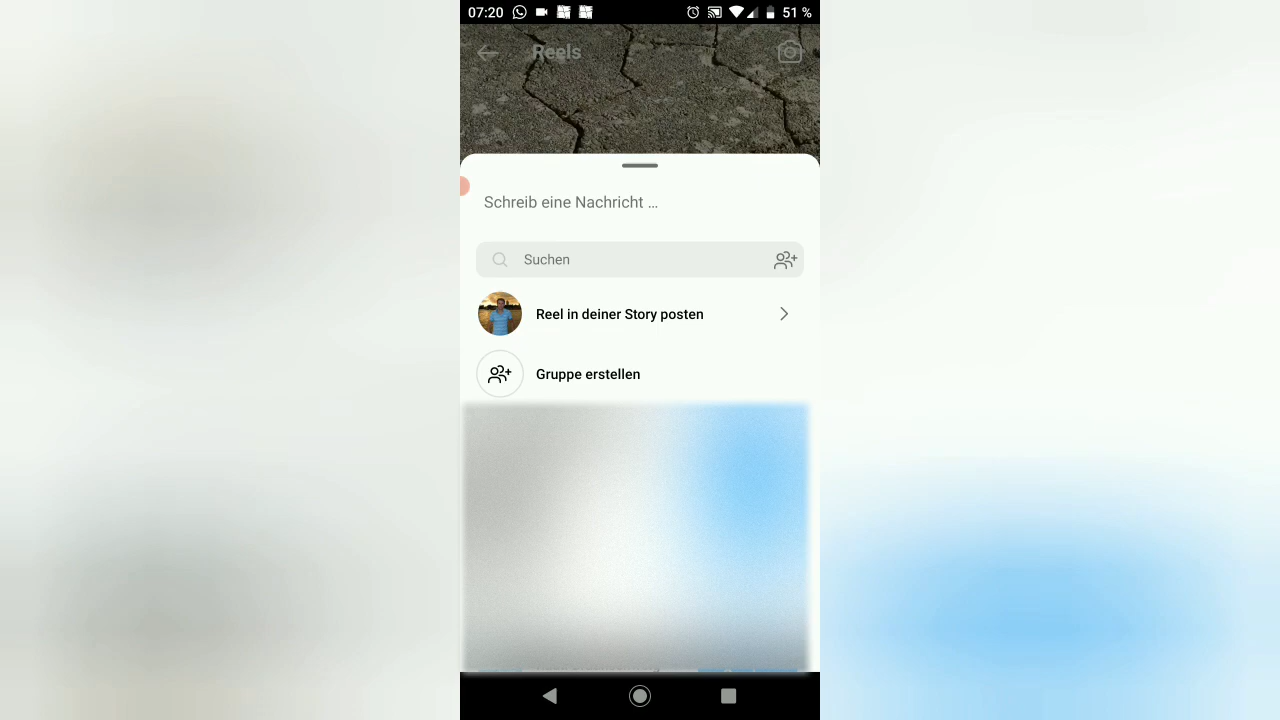 07:20
51 %
Reels
Schreib eine Nachricht …
Suchen
Reel in deiner Story posten
Gruppe erstellen